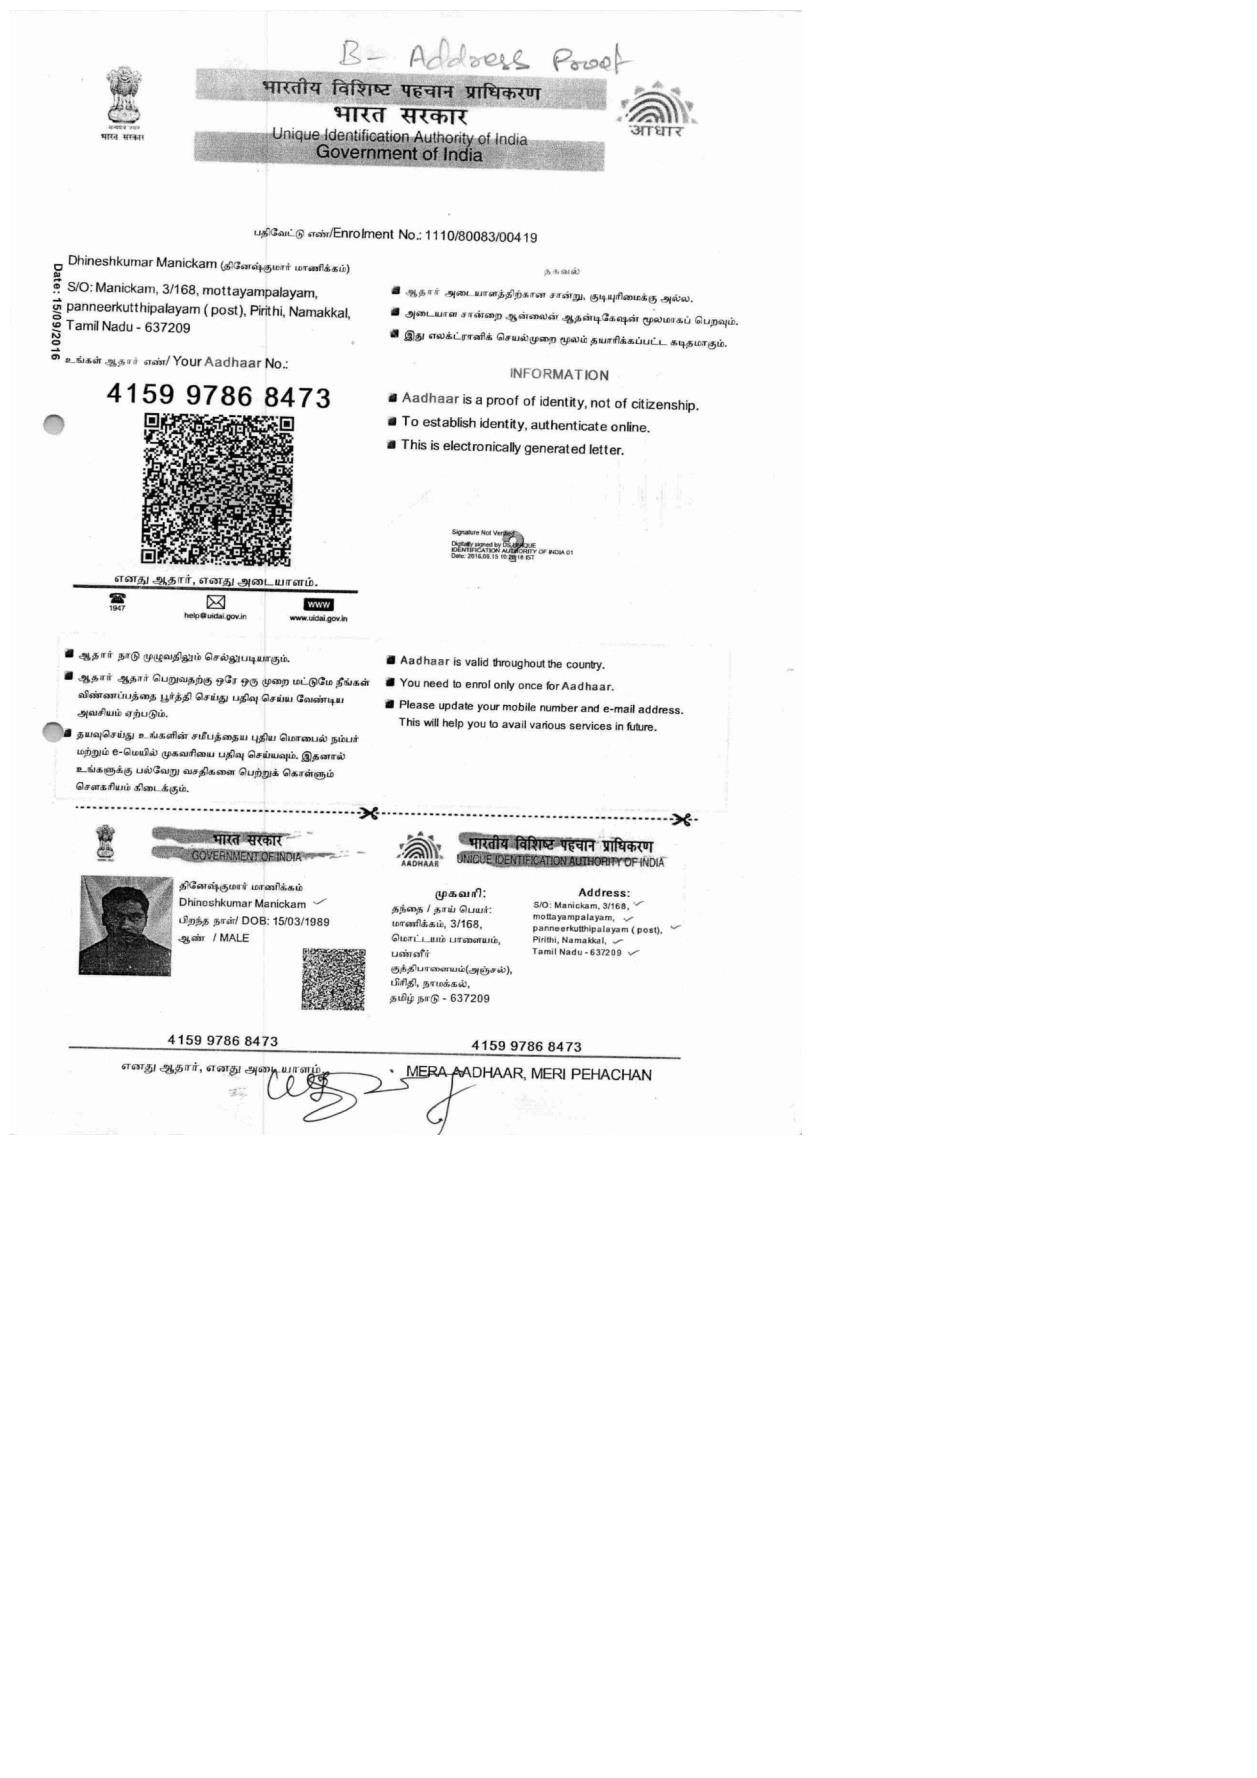 B- Address Proof
सत्यमेव जयते
भारत सरकार
भारतीय विशिष्ट पहचान प्राधिकरण
भारत सरकार
Unique Identification Authority of India
Government of India
आधार
பதிவேட்டு எண்/Enrolment No.: 1110/80083/00419
Date: 15/09/2016
Dhineshkumar Manickam (தினேஷ்குமார் மாணிக்கம்)
S/O: Manickam, 3/168, mottayampalayam,
panneerkutthipalayam ( post), Pirithi, Namakkal,
Tamil Nadu - 637209
உங்கள் ஆதார் எண்/ Your Aadhaar No.:
4159 9786 8473
எனது ஆதார், எனது அடையாளம்.
1947
help@uidai.gov.in
www
www.uidai.gov.in
தகவல்
ஆதார் அடையாளத்திற்கான சான்று, குடியுரிமைக்கு அல்ல.
அடையாள சான்றை ஆன்லைன் ஆதன்டிகேஷன் மூலமாகப் பெறவும்.
இது எலக்ட்ரானிக் செயல்முறை மூலம் தயாரிக்கப்பட்ட கடிதமாகும்.
INFORMATION
Aadhaar is a proof of identity, not of citizenship.
To establish identity, authenticate online.
This is electronically generated letter.
Signature Not Verified
Digitally signed by DS UNIQUE
IDENTIFICATION AUTHORITY OF INDIA 01
Date: 2016.09.15 IST
ஆதார் நாடு முழுவதிலும் செல்லுபடியாகும்.
ஆதார் ஆதார் பெறுவதற்கு ஒரே ஒரு முறை மட்டுமே நீங்கள்
விண்ணப்பத்தை பூர்த்தி செய்து பதிவு செய்ய வேண்டிய
அவசியம் ஏற்படும்.
தயவுசெய்து உங்களின் சமீபத்தைய புதிய மொபைல் நம்பர்
மற்றும் e-மெயில் முகவரியை பதிவு செய்யவும். இதனால்
உங்களுக்கு பல்வேறு வசதிகளை பெற்றுக் கொள்ளும்
சௌகரியம் கிடைக்கும்.
Aadhaar is valid throughout the country.
You need to enrol only once for Aadhaar.
Please update your mobile number and e-mail address.
This will help you to avail various services in future.
भारत सरकार
GOVERNMENT OF INDIA
தினேஷ்குமார் மாணிக்கம்
Dhineshkumar Manickam
பிறந்த நாள்/ DOB: 15/03/1989
ஆண் / MALE
4159 9786 8473
எனது ஆதார், எனது அடையாளம்
AADHAAR
भारतीय विशिष्ट पहचान प्राधिकरण
UNIQUE IDENTIFICATION AUTHORITY OF INDIA
முகவரி:
தந்தை / தாய் பெயர்:
மாணிக்கம், 3/168,
மொட்டயம் பாளையம்,
பண்னீர்
குத்திபாளையம்(அஞ்சல்),
பிரிதி, நாமக்கல்,
தமிழ் நாடு - 637209
Address:
S/O: Manickam, 3/168,
mottayampalayam,
panneerkutthipalayam ( post),
Pirithi, Namakkal,
Tamil Nadu - 637209
4159 9786 8473
MERA AADHAAR, MERI PEHACHAN